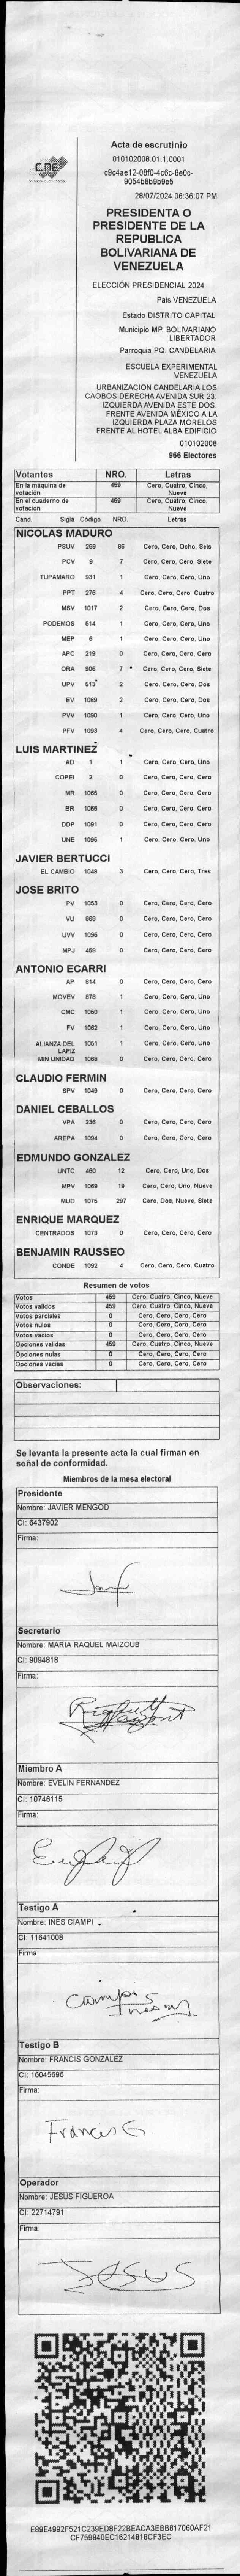 CNE
Acta de escrutinio
010102008.01.1.0001
c9c4ae12-08f0-4c6c-8e0c-
9054b8b9b9e5
28/07/2024 06:36:07 PM
PRESIDENTA O
PRESIDENTE DE LA
REPUBLICA
BOLIVARIANA DE
VENEZUELA
ELECCIÓN PRESIDENCIAL 2024
Pais VENEZUELA
Estado DISTRITO CAPITAL
Municipio MP. BOLIVARIANO
LIBERTADOR
Parroquia PQ. CANDELARIA
ESCUELA EXPERIMENTAL
VENEZUELA
URBANIZACION CANDELARIA LOS
CAOBOS DERECHA AVENIDA SUR 23.
IZQUIERDA AVENIDA ESTE DOS.
FRENTE AVENIDA MÉXICO A LA
IZQUIERDA PLAZA MORELOS
FRENTE AL HOTEL ALBA EDIFICIO
010102008
966 Electores
Votantes NRO. Letras
En la máquina de votación 459 Cero, Cuatro, Cinco, Nueve
En el cuaderno de votación 459 Cero, Cuatro, Cinco, Nueve
Cand. Sigla Código NRO. Letras
NICOLAS MADURO
PSUV 269 86 Cero, Cero, Ocho, Seis
PCV 9 7 Cero, Cero, Cero, Siete
TUPAMARO 931 1 Cero, Cero, Cero, Uno
PPT 276 4 Cero, Cero, Cero, Cuatro
MSV 1017 2 Cero, Cero, Cero, Dos
PODEMOS 514 1 Cero, Cero, Cero, Uno
MEP 6 1 Cero, Cero, Cero, Uno
APC 219 0 Cero, Cero, Cero, Cero
ORA 906 7 Cero, Cero, Cero, Siete
UPV 513 2 Cero, Cero, Cero, Dos
EV 1089 2 Cero, Cero, Cero, Dos
PVV 1090 1 Cero, Cero, Cero, Uno
PFV 1093 4 Cero, Cero, Cero, Cuatro
LUIS MARTINEZ
AD 1 1 Cero, Cero, Cero, Uno
COPEI 2 0 Cero, Cero, Cero, Cero
MR 1065 0 Cero, Cero, Cero, Cero
BR 1066 0 Cero, Cero, Cero, Cero
DDP 1091 0 Cero, Cero, Cero, Cero
UNE 1095 1 Cero, Cero, Cero, Uno
JAVIER BERTUCCI
EL CAMBIO 1048 3 Cero, Cero, Cero, Tres
JOSE BRITO
PV 1053 0 Cero, Cero, Cero, Cero
VU 868 0 Cero, Cero, Cero, Cero
UVV 1096 0 Cero, Cero, Cero, Cero
MPJ 458 0 Cero, Cero, Cero, Cero
ANTONIO ECARRI
AP 814 0 Cero, Cero, Cero, Cero
MOVEV 878 1 Cero, Cero, Cero, Uno
CMC 1050 1 Cero, Cero, Cero, Uno
FV 1052 1 Cero, Cero, Cero, Uno
ALIANZA DEL LAPIZ 1051 1 Cero, Cero, Cero, Uno
MIN UNIDAD 1068 0 Cero, Cero, Cero, Cero
CLAUDIO FERMIN
SPV 1049 0 Cero, Cero, Cero, Cero
DANIEL CEBALLOS
VPA 236 0 Cero, Cero, Cero, Cero
AREPA 1094 0 Cero, Cero, Cero, Cero
EDMUNDO GONZALEZ
UNTC 460 12 Cero, Cero, Uno, Dos
MPV 1069 19 Cero, Cero, Uno, Nueve
MUD 1075 297 Cero, Dos, Nueve, Siete
ENRIQUE MARQUEZ
CENTRADOS 1073 0 Cero, Cero, Cero, Cero
BENJAMIN RAUSSEO
CONDE 1092 4 Cero, Cero, Cero, Cuatro
Resumen de votos
Votos 459 Cero, Cuatro, Cinco, Nueve
Votos validos 459 Cero, Cuatro, Cinco, Nueve
Votos parciales 0 Cero, Cero, Cero, Cero
Votos nulos 0 Cero, Cero, Cero, Cero
Votos vacios 0 Cero, Cero, Cero, Cero
Opciones validas 459 Cero, Cuatro, Cinco, Nueve
Opciones nulas 0 Cero, Cero, Cero, Cero
Opciones vacias 0 Cero, Cero, Cero, Cero
Observaciones:
Se levanta la presente acta la cual firman en
señal de conformidad.
Miembros de la mesa electoral
Presidente
Nombre: JAVIER MENGOD
CI: 6437902
Firma:
Secretario
Nombre: MARIA RAQUEL MAIZOUB
CI: 9094818
Firma:
Miembro A
Nombre: EVELIN FERNANDEZ
CI: 10746115
Firma:
Testigo A
Nombre: INES CIAMPI
CI: 11641008
Firma:
Testigo B
Nombre: FRANCIS GONZALEZ
CI: 16045696
Firma:
Francis G.
Operador
Nombre: JESUS FIGUEROA
CI: 22714791
Firma:
JESUS
E89E4992F521C239ED8F22BEACA3EBB817060AF21
CF759840EC16214818CF3EC